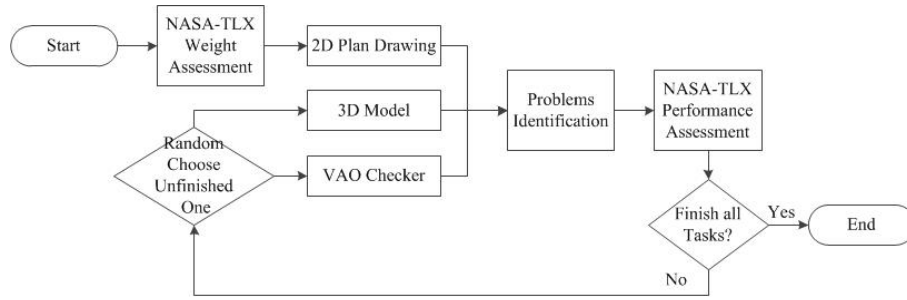 Start
NASA-TLX
Weight
Assessment
2D Plan Drawing
3D Model
VAO Checker
Random
Choose
Unfinished
One
Problems
Identification
NASA-TLX
Performance
Assessment
Finish all
Tasks?
Yes
End
No